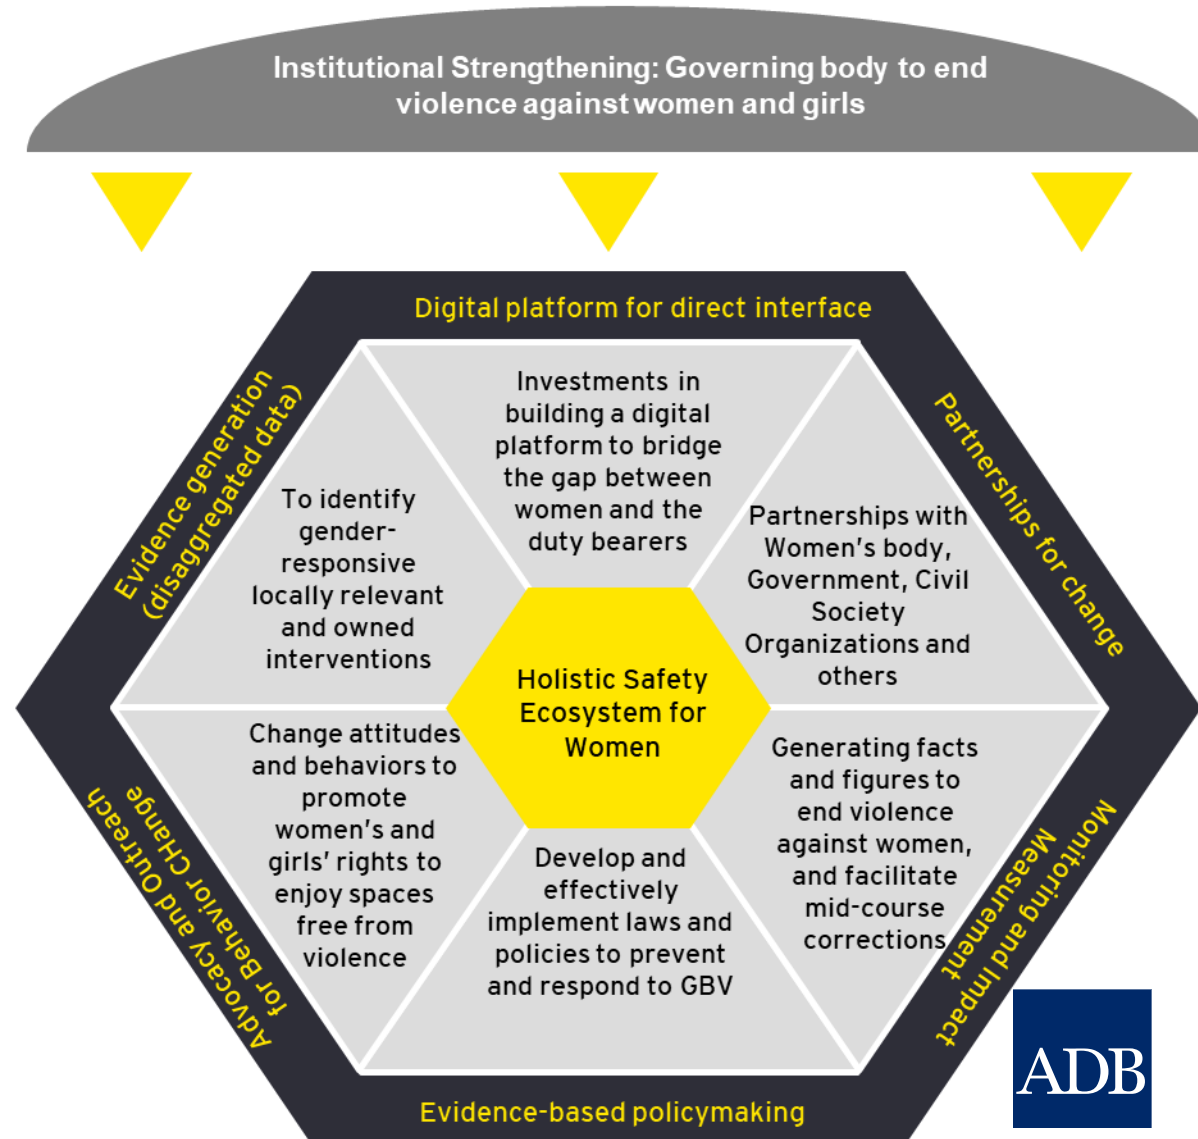 Institutional Strengthening: Governing body to end
violence against women and girls
Digital platform for direct interface
Investments in
building a digital
platform to bridge
the gap between
women and the
duty bearers
Partnerships for change
Partnerships with
Women's body,
Government, Civil
Society
Organizations and
others
Monitoring and Impact
Measurement
Generating facts
and figures to
end violence
against women,
and facilitate
mid-course
corrections
Evidence-based policymaking
Develop and
effectively
implement laws and
policies to prevent
and respond to GBV
Advocacy and Outreach
for Behavior CHange
Change attitudes
and behaviors to
promote
women's and
girls' rights to
enjoy spaces
free from
violence
Evidence generation
(disaggregated data)
To identify
gender-
responsive
locally relevant
and owned
interventions
Holistic Safety
Ecosystem for
Women
ADB